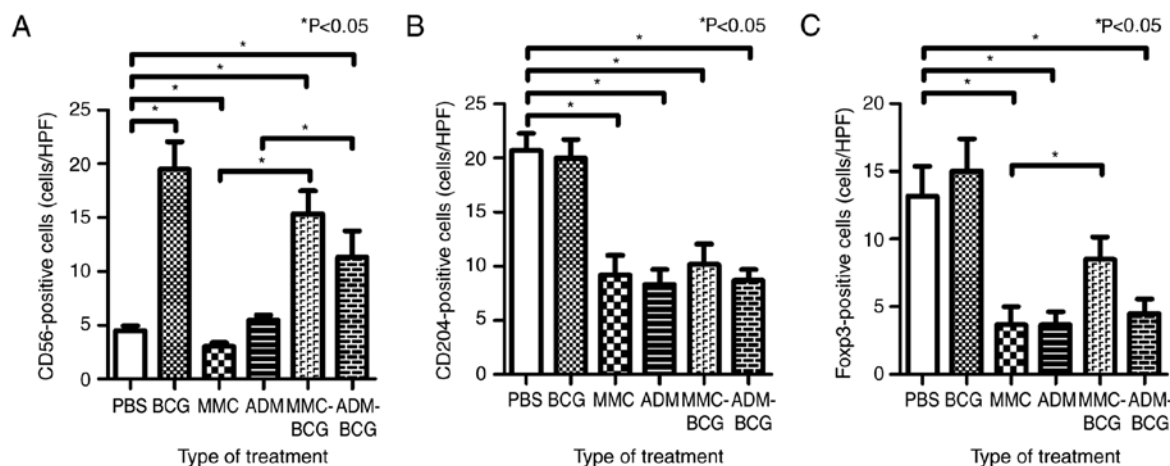 A
*P<0.05
*
*
*
*
*
*
CD56-positive cells (cells/HPF)
25
20
15
10
5
0
PBS BCG MMC ADM MMC- ADM-
BCG BCG
Type of treatment
B
*P<0.05
*
*
*
*
CD204-positive cells (cells/HPF)
25
20
15
10
5
0
PBS BCG MMC ADM MMC- ADM-
BCG BCG
Type of treatment
C
*P<0.05
*
*
*
*
Foxp3-positive cells (cells/HPF)
20
15
10
5
0
PBS BCG MMC ADM MMC- ADM-
BCG BCG
Type of treatment